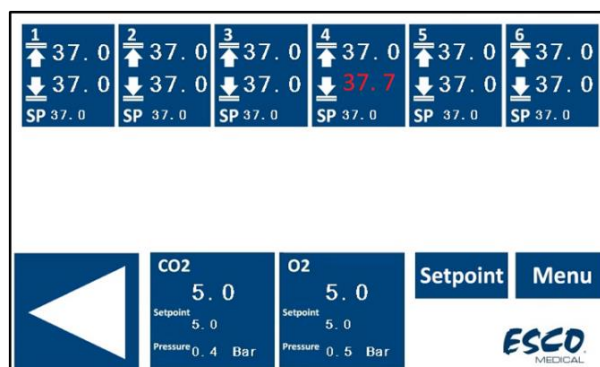 1 2 3 4 5 6
37.0 37.0 37.0 37.0 37.0 37.0
37.0 37.0 37.0 37.7 37.0 37.0
SP 37.0 SP 37.0 SP 37.0 SP 37.0 SP 37.0 SP 37.0
CO2
5.0
Setpoint
5.0
Pressure 0.4 Bar
O2
5.0
Setpoint
5.0
Pressure 0.5 Bar
Setpoint Menu
ESCO
MEDICAL